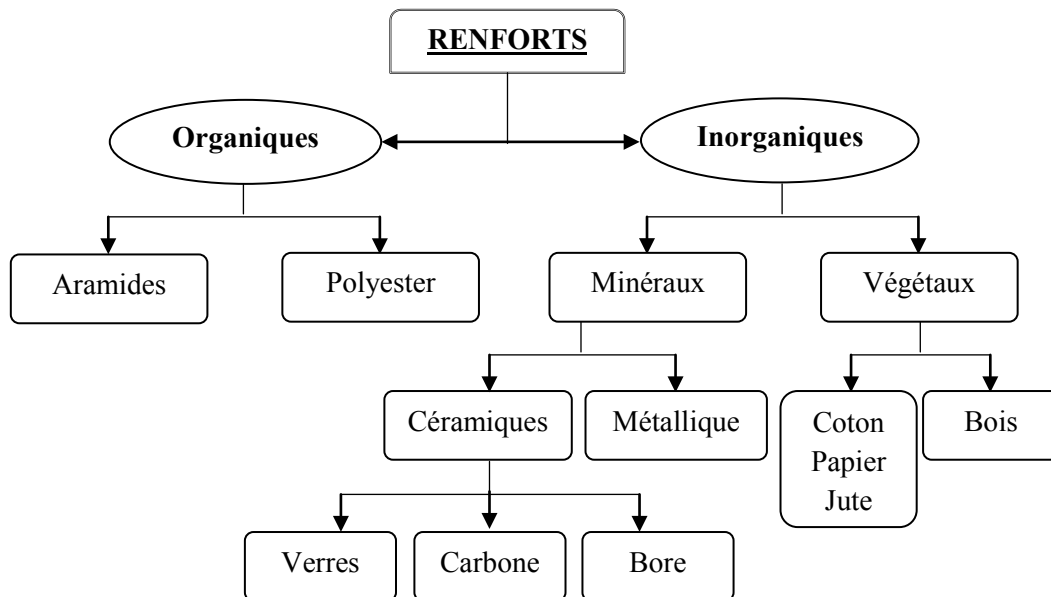 RENFORTS
Organiques
Inorganiques
Aramides
Polyester
Minéraux
Végétaux
Céramiques
Métallique
Coton
Papier
Jute
Bois
Verres
Carbone
Bore